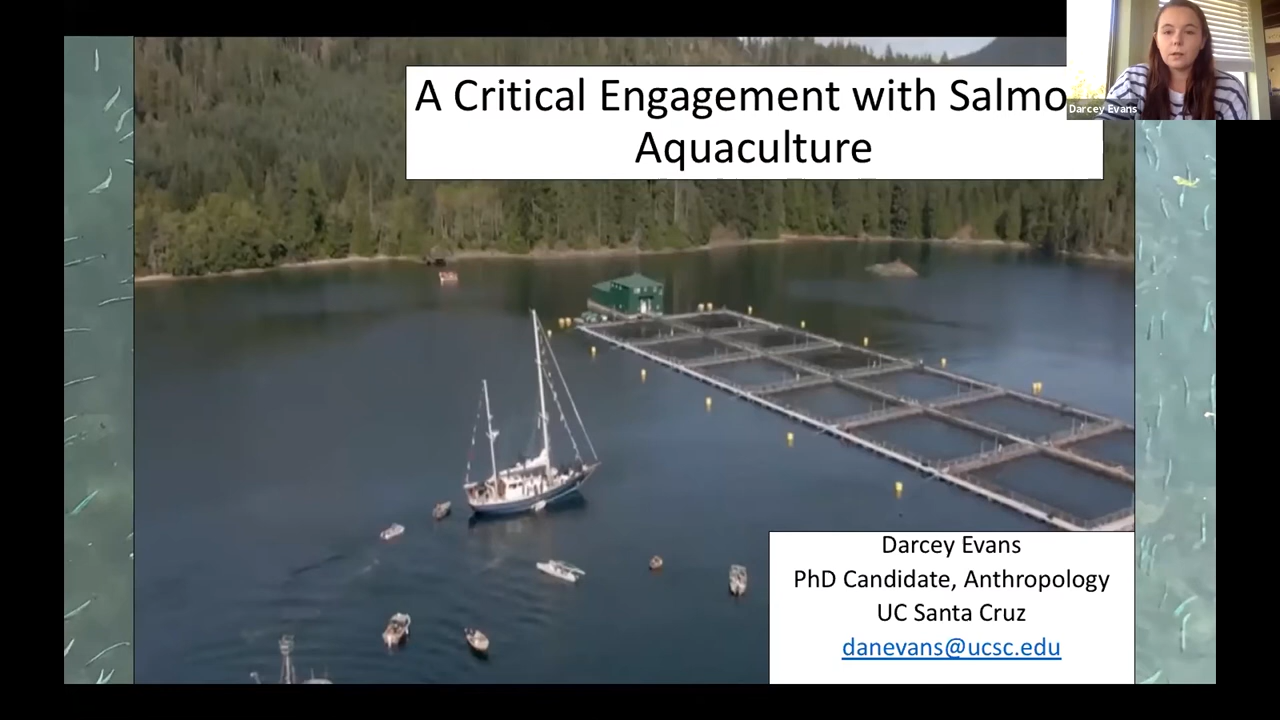 A Critical Engagement with Salmo
Aquaculture
Darcey Evans
Darcey Evans
PhD Candidate, Anthropology
UC Santa Cruz
danevans@ucsc.edu